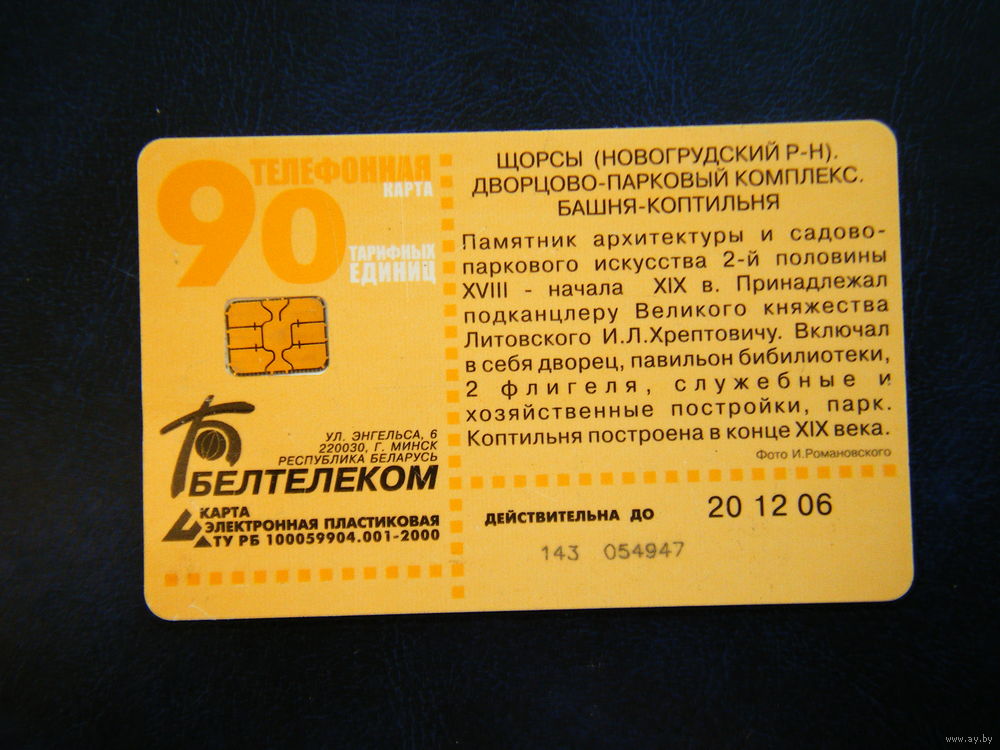 90
ТЕЛЕФОННАЯ
КАРТА
ТАРИФНЫХ
ЕДИНИЦ
УЛ. ЭНГЕЛЬСА, 6
220030, Г. МИНСК
РЕСПУБЛИКА БЕЛАРУСЬ
БЕЛТЕЛЕКОМ
КАРТА
ЭЛЕКТРОННАЯ ПЛАСТИКОВАЯ
ТУ РБ 100059904.001-2000
ЩОРСЫ (НОВОГРУДСКИЙ Р-Н).
ДВОРЦОВО-ПАРКОВЫЙ КОМПЛЕКС.
БАШНЯ-КОПТИЛЬНЯ
Памятник архитектуры и садово-
паркового искусства 2-й половины
XVIII - начала XIX в. Принадлежал
подканцлеру Великого княжества
Литовского И.Л.Хрептовичу. Включал
в себя дворец, павильон бибилиотеки,
2 флигеля, служебные и
хозяйственные постройки, парк.
Коптильня построена в конце XIX века.
Фото И.Романовского
ДЕЙСТВИТЕЛЬНА ДО 20 12 06
143 054947
www.ay.by